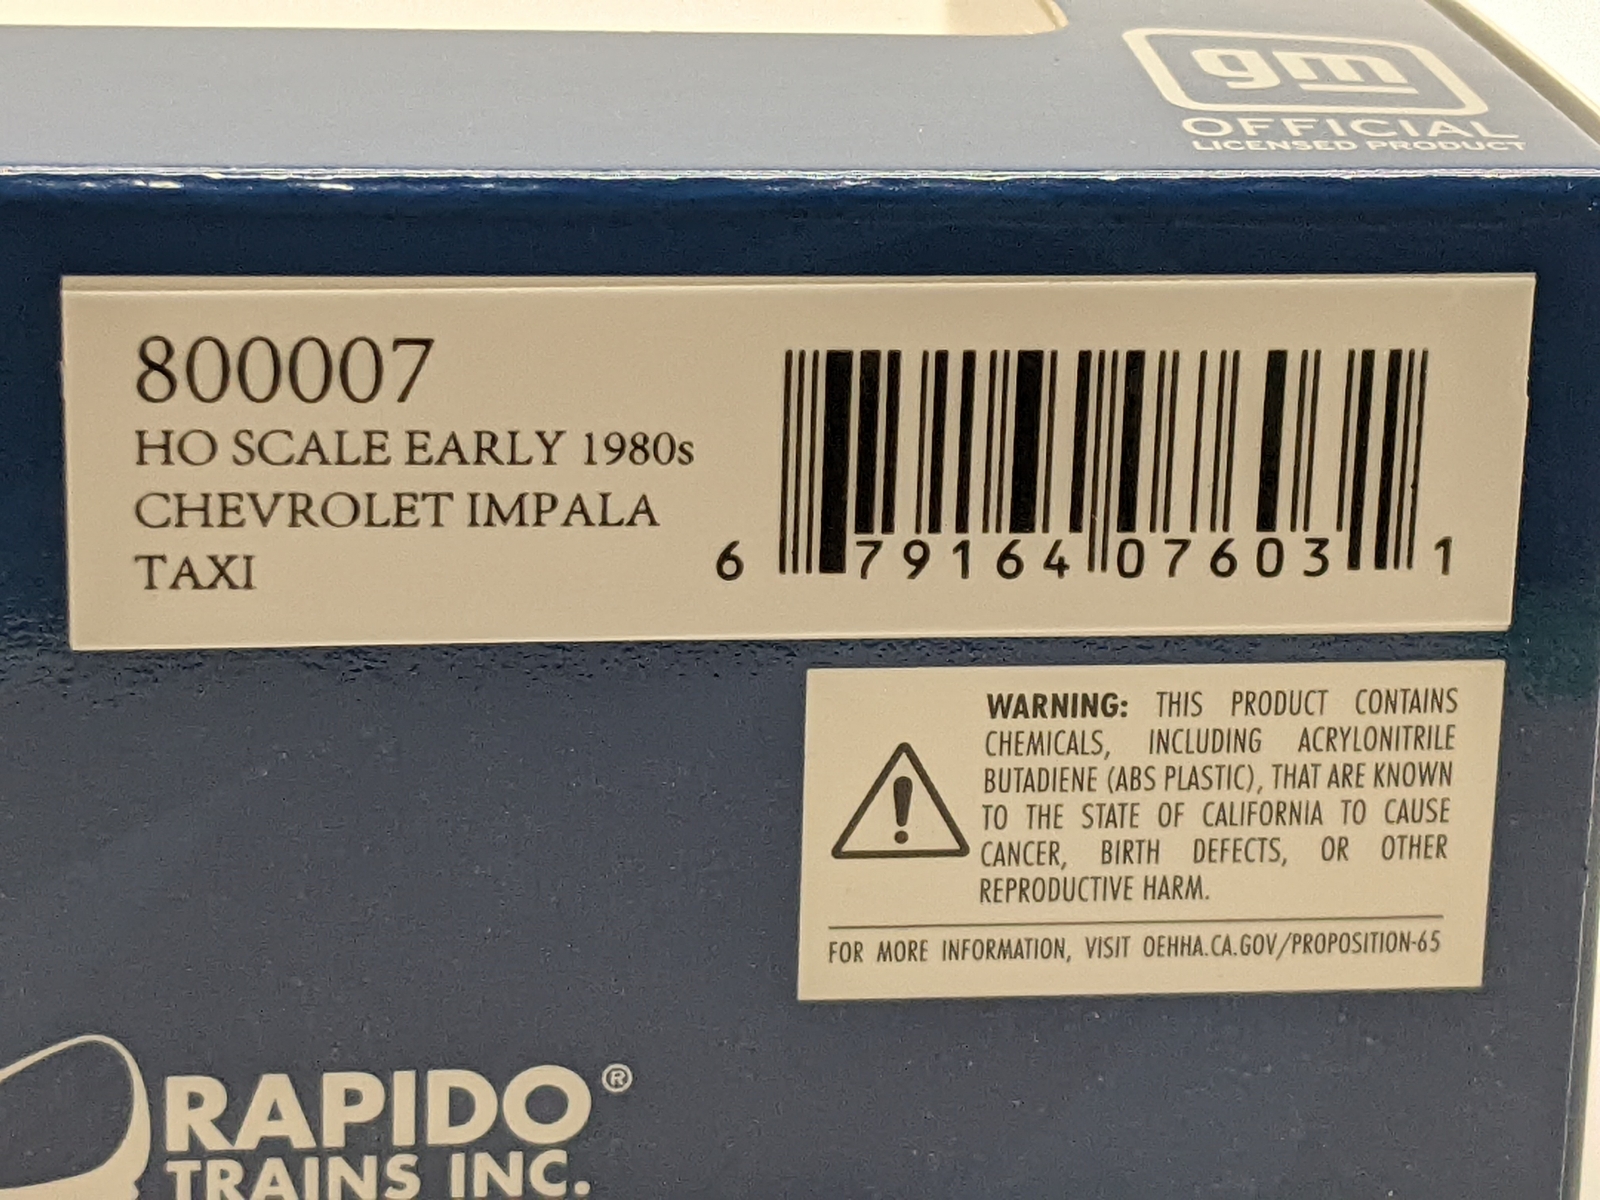 gm
OFFICIAL
LICENSED PRODUCT
800007
HO SCALE EARLY 1980s
CHEVROLET IMPALA
TAXI
6 79164 07603 1
WARNING: THIS PRODUCT CONTAINS
CHEMICALS, INCLUDING ACRYLONITRILE
BUTADIENE (ABS PLASTIC), THAT ARE KNOWN
TO THE STATE OF CALIFORNIA TO CAUSE
CANCER, BIRTH DEFECTS, OR OTHER
REPRODUCTIVE HARM.
FOR MORE INFORMATION, VISIT OEHHA.CA.GOV/PROPOSITION-65
RAPIDO®
TRAINS INC.